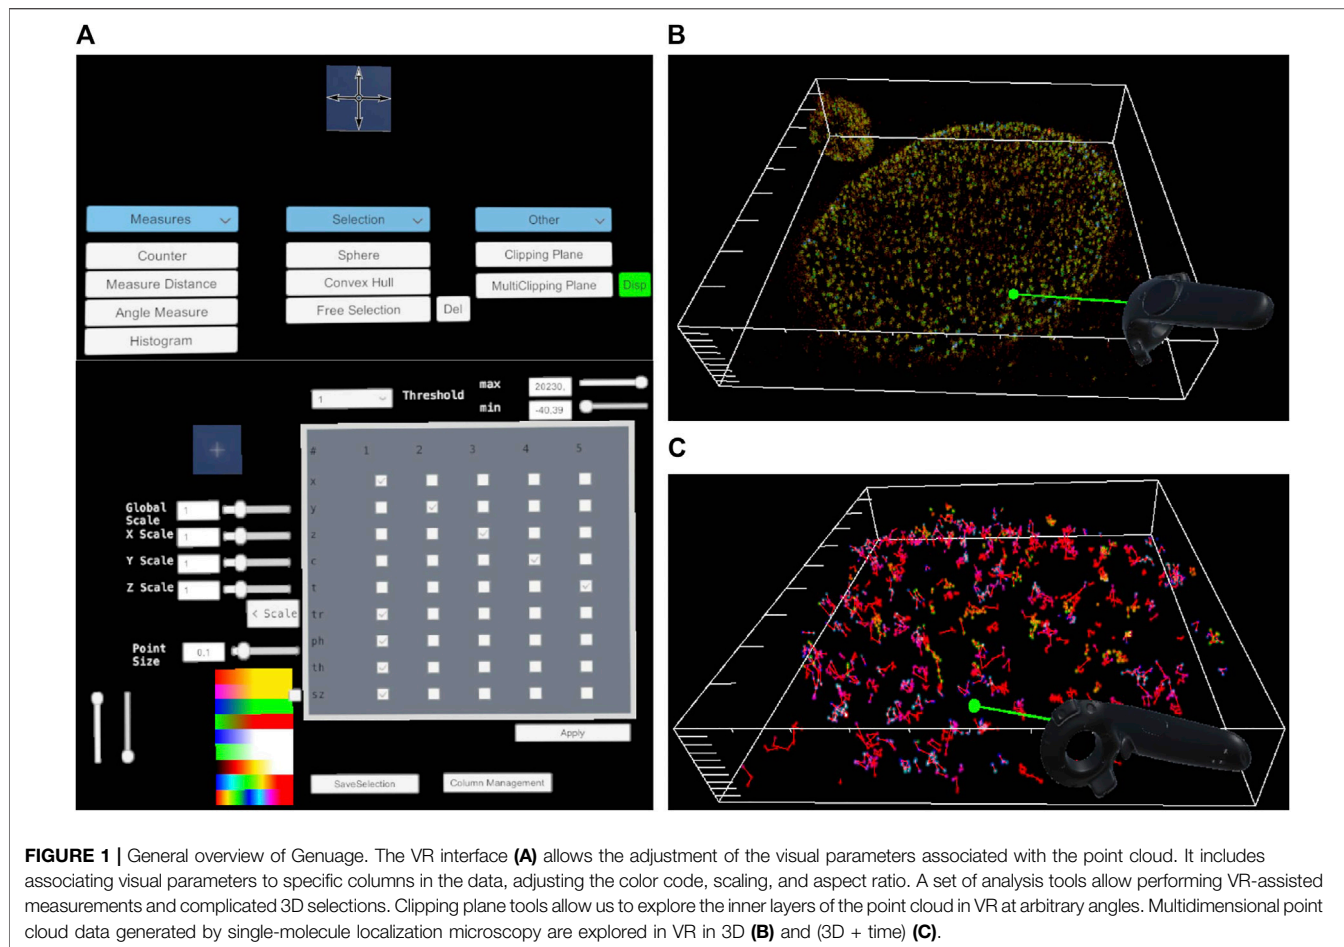 A
Measures
Selection
Other
Counter
Sphere
Clipping Plane
Measure Distance
Convex Hull
MultiClipping Plane
Disp
Angle Measure
Free Selection
Del
Histogram
1
Threshold
max
20230.
min
-40.39
# 1 2 3 4 5
x
y
z
c
t
tr
ph
th
sz
Global
Scale
1
X Scale
1
Y Scale
1
Z Scale
1
< Scale
Point
Size
0.1
Apply
SaveSelection
Column Management
B
C
FIGURE 1 | General overview of Genuage. The VR interface (A) allows the adjustment of the visual parameters associated with the point cloud. It includes
associating visual parameters to specific columns in the data, adjusting the color code, scaling, and aspect ratio. A set of analysis tools allow performing VR-assisted
measurements and complicated 3D selections. Clipping plane tools allow us to explore the inner layers of the point cloud in VR at arbitrary angles. Multidimensional point
cloud data generated by single-molecule localization microscopy are explored in VR in 3D (B) and (3D + time) (C).